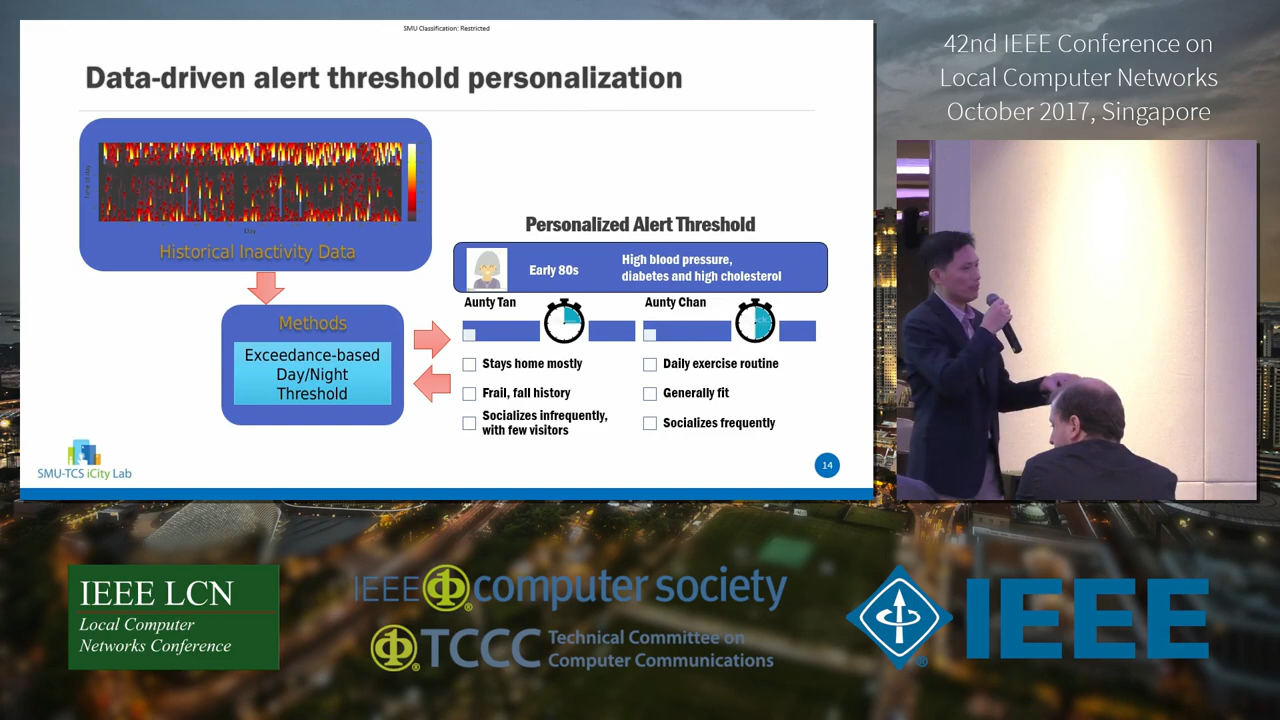 SMU Classification: Restricted
Data-driven alert threshold personalization
Time of day
Day
Historical Inactivity Data
Methods
Exceedance-based
Day/Night
Threshold
Personalized Alert Threshold
Early 80s
High blood pressure,
diabetes and high cholesterol
Aunty Tan
Aunty Chan
Stays home mostly
Frail, fall history
Socializes infrequently,
with few visitors
Daily exercise routine
Generally fit
Socializes frequently
SMU-TCS iCity Lab
14
42nd IEEE Conference on
Local Computer Networks
October 2017, Singapore
IEEE LCN
Local Computer
Networks Conference
IEEE computer society
TCCC Technical Committee on
Computer Communications
IEEE